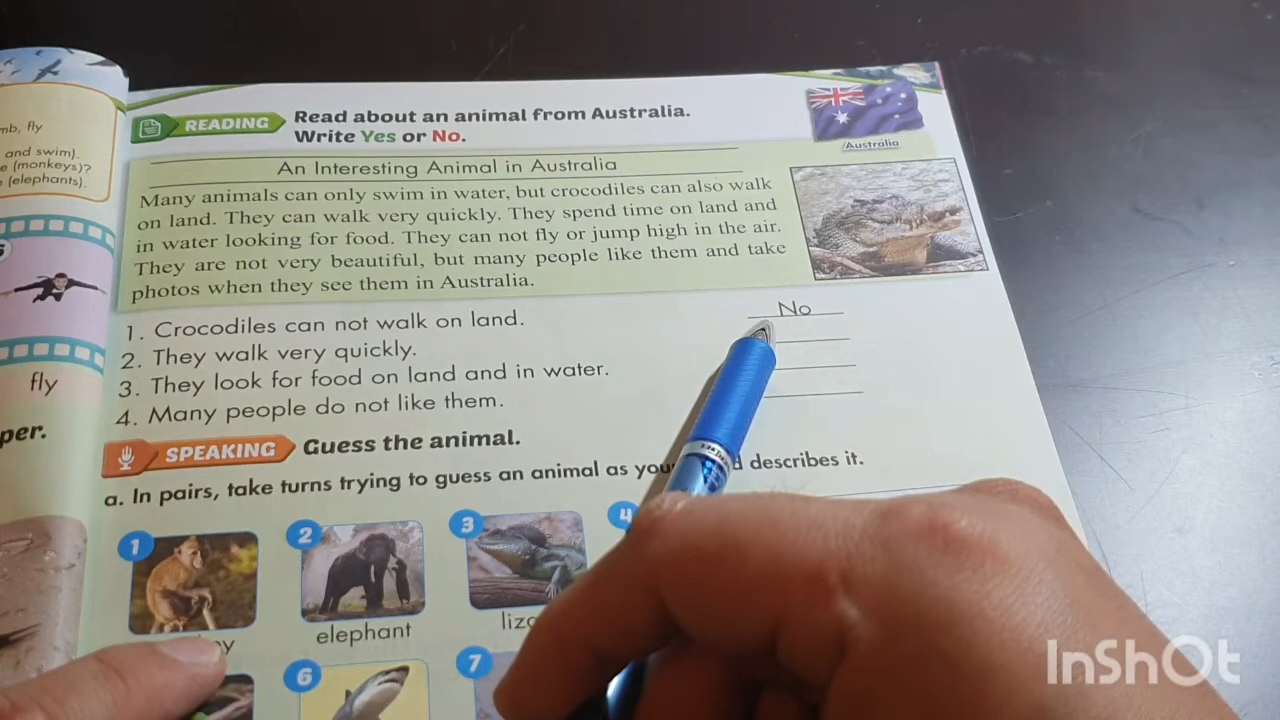 mb, fly
and swim).
e (monkeys)?
(elephants).
fly
per.
READING
Read about an animal from Australia.
Write Yes or No.
Australia
An Interesting Animal in Australia
Many animals can only swim in water, but crocodiles can also walk
on land. They can walk very quickly. They spend time on land and
in water looking for food. They can not fly or jump high in the air.
They are not very beautiful, but many people like them and take
photos when they see them in Australia.
1. Crocodiles can not walk on land. No
2. They walk very quickly.
3. They look for food on land and in water.
4. Many people do not like them.
SPEAKING
Guess the animal.
a. In pairs, take turns trying to guess an animal as you describes it.
1
2
3
4
elephant
6
7
InShOt